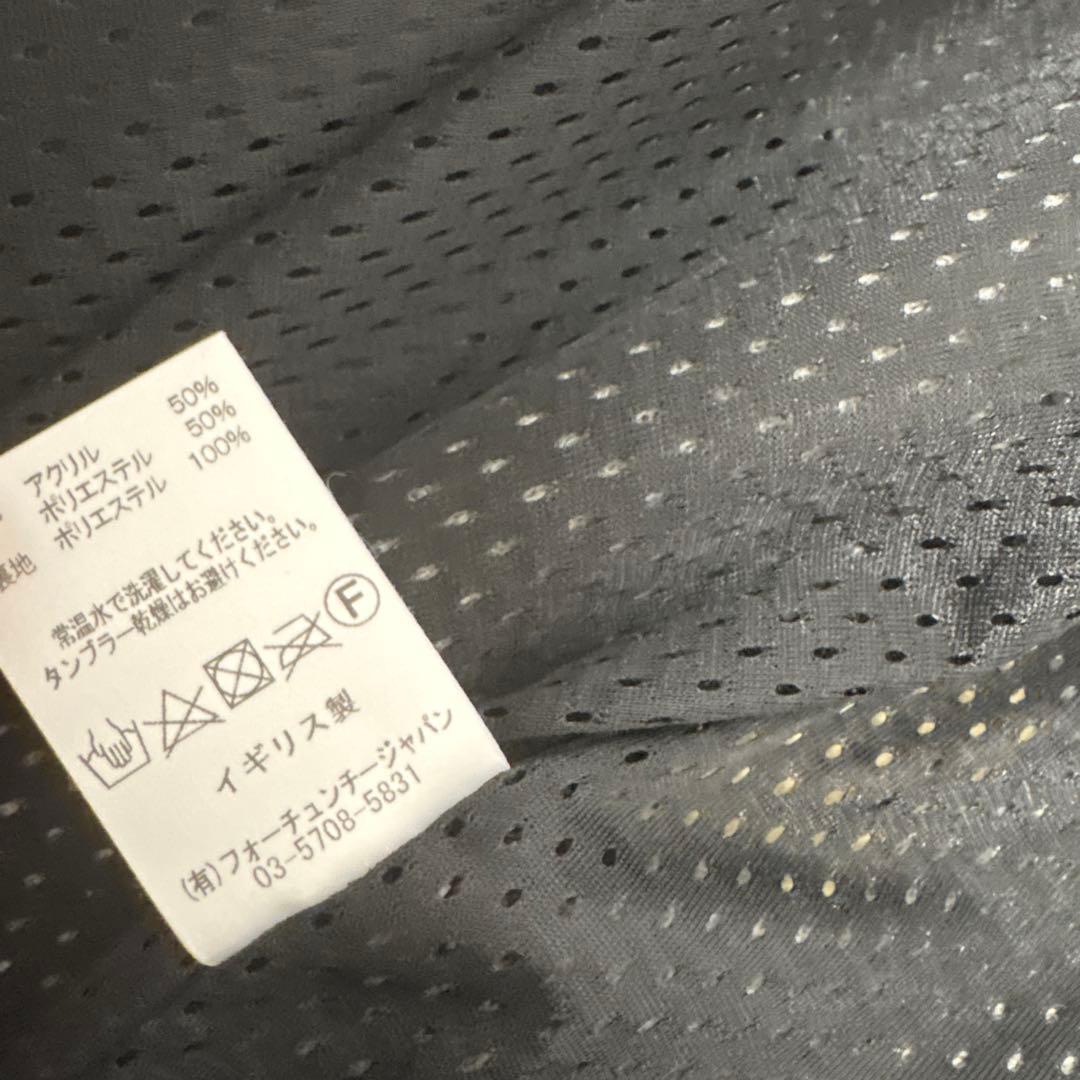 アクリル 50%
ポリエステル 50%
裏地 ポリエステル 100%
常温水で洗濯してください。
タンブラー乾燥はお避けください。
F
イギリス製
(有)フォーチュンチージャパン
03-5708-5831